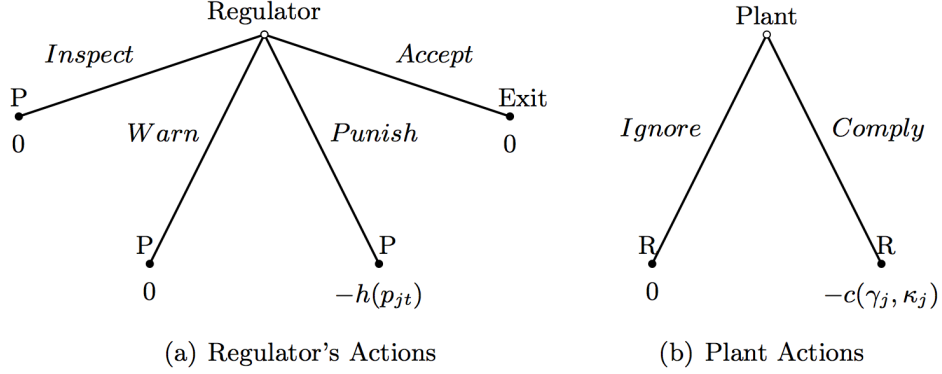 Regulator
Plant
Inspect
Accept
P
Exit
0
Warn
Punish
0
Ignore
Comply
P
P
R
R
0
−h(p_{jt})
0
−c(γ_j, κ_j)
(a) Regulator's Actions
(b) Plant Actions